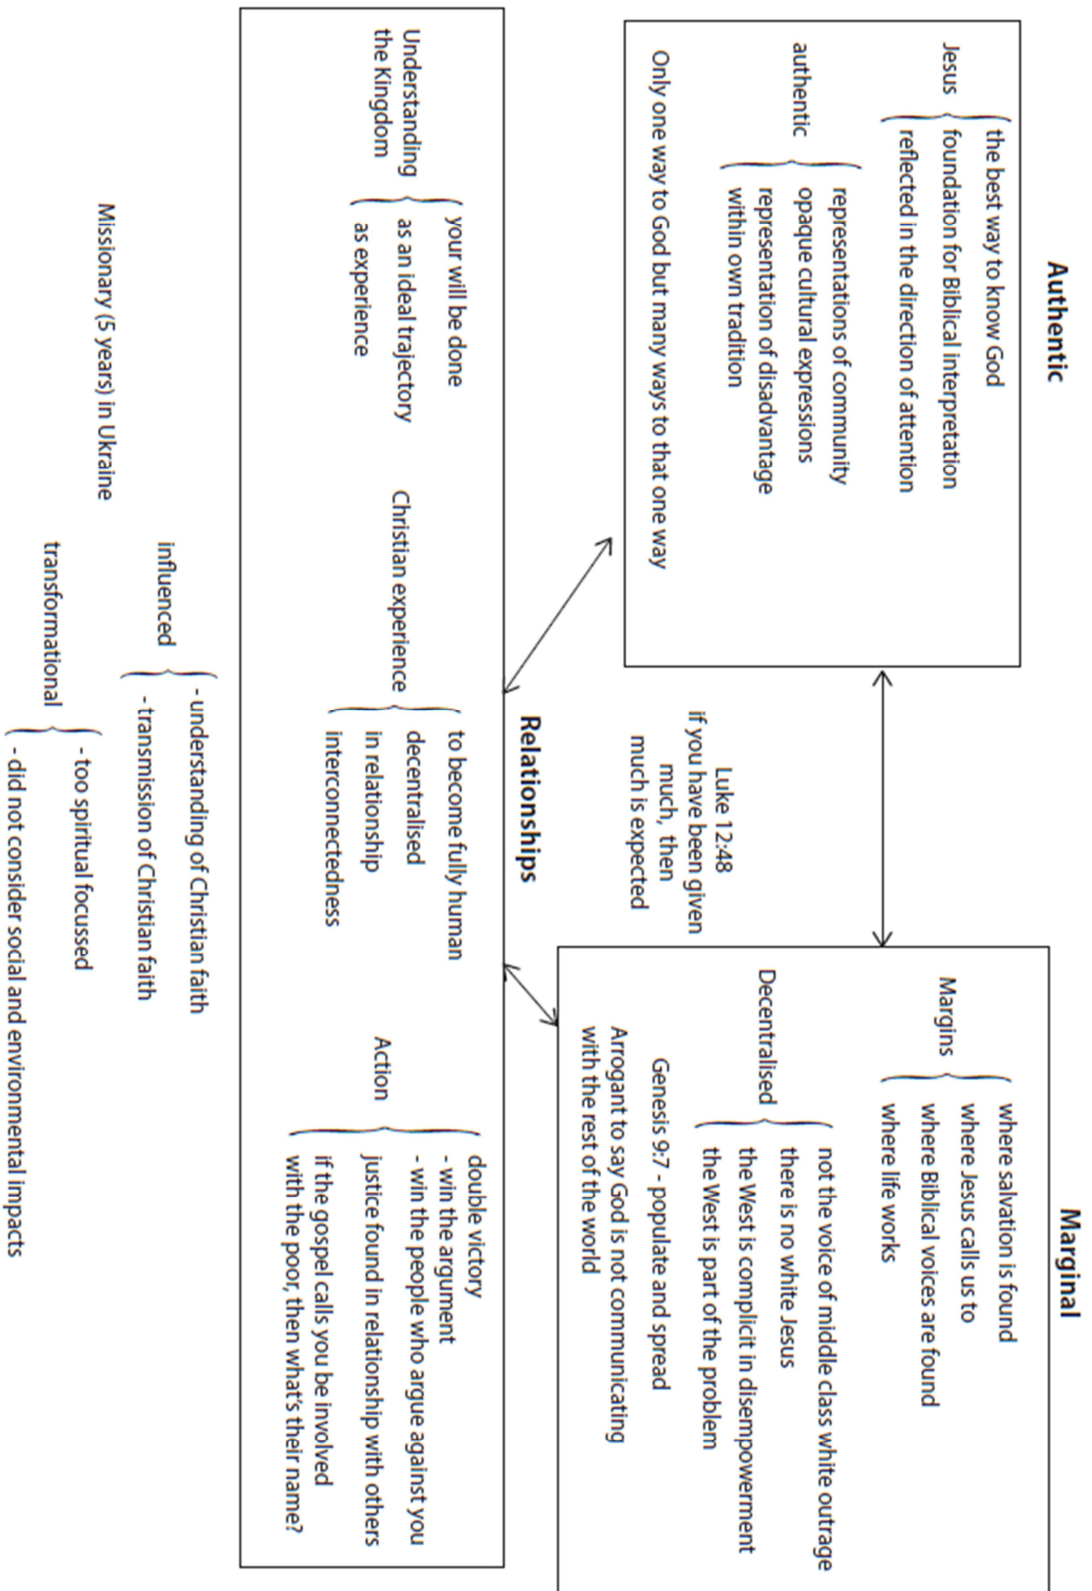 Authentic
Jesus
the best way to know God
foundation for Biblical interpretation
reflected in the direction of attention
authentic
representations of community
opaque cultural expressions
representation of disadvantage
within own tradition
Only one way to God but many ways to that one way
Marginal
Margins
where salvation is found
where Jesus calls us to
where Biblical voices are found
where life works
Decentralised
not the voice of middle class white outrage
there is no white Jesus
the West is complicit in disempowerment
the West is part of the problem
Genesis 9:7 - populate and spread
Arrogant to say God is not communicating
with the rest of the world
Luke 12:48
if you have been given
much, then
much is expected
Relationships
Understanding
the Kingdom
your will be done
as an ideal trajectory
as experience
Christian experience
to become fully human
decentralised
in relationship
interconnectedness
Action
double victory
- win the argument
- win the people who argue against you
justice found in relationship with others
if the gospel calls you be involved
with the poor, then what's their name?
Missionary (5 years) in Ukraine
influenced
- understanding of Christian faith
- transmission of Christian faith
transformational
- too spiritual focussed
- did not consider social and environmental impacts